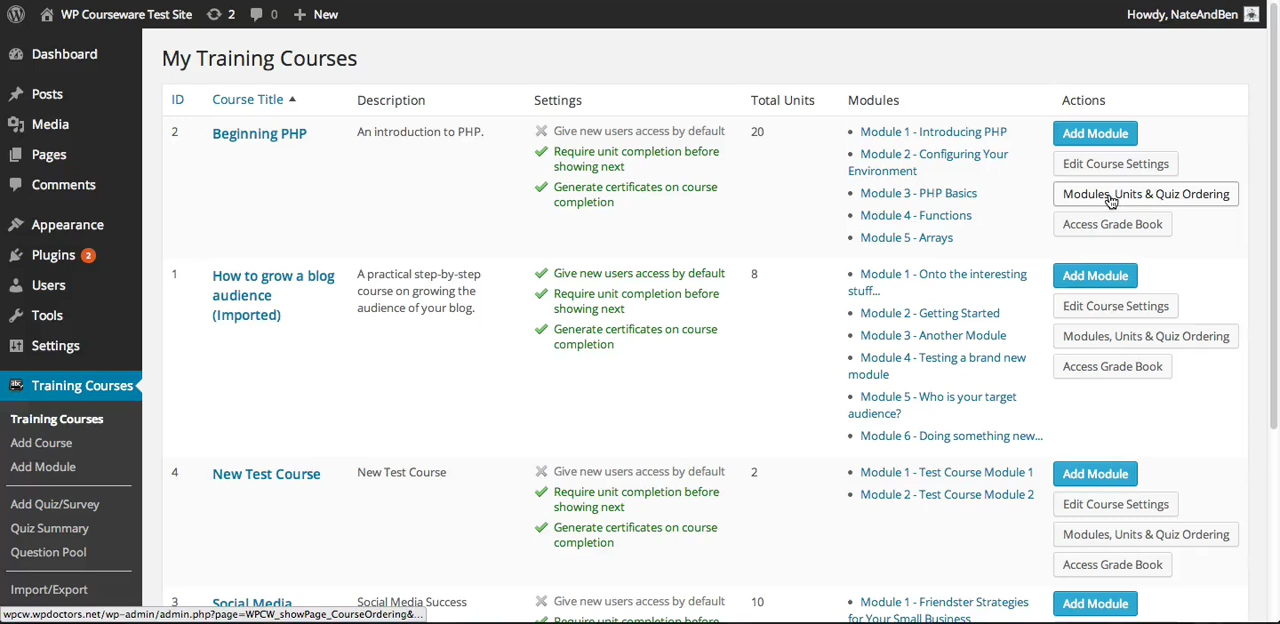 WP Courseware Test Site 2 0 New Howdy, NateAndBen
Dashboard
Posts
Media
Pages
Comments
Appearance
Plugins 2
Users
Tools
Settings
Training Courses
Training Courses
Add Course
Add Module
Add Quiz/Survey
Quiz Summary
Question Pool
Import/Export
My Training Courses
ID Course Title Description Settings Total Units Modules Actions
2 Beginning PHP An introduction to PHP. 20
Give new users access by default
Require unit completion before
showing next
Generate certificates on course
completion
Module 1 - Introducing PHP
Module 2 - Configuring Your
Environment
Module 3 - PHP Basics
Module 4 - Functions
Module 5 - Arrays
Add Module
Edit Course Settings
Modules, Units & Quiz Ordering
Access Grade Book
1 How to grow a blog
audience
(Imported)
A practical step-by-step
course on growing the
audience of your blog.
Give new users access by default
Require unit completion before
showing next
Generate certificates on course
completion
8
Module 1 - Onto the interesting
stuff...
Module 2 - Getting Started
Module 3 - Another Module
Module 4 - Testing a brand new
module
Module 5 - Who is your target
audience?
Module 6 - Doing something new...
Add Module
Edit Course Settings
Modules, Units & Quiz Ordering
Access Grade Book
4 New Test Course New Test Course
Give new users access by default
Require unit completion before
showing next
Generate certificates on course
completion
2
Module 1 - Test Course Module 1
Module 2 - Test Course Module 2
Add Module
Edit Course Settings
Modules, Units & Quiz Ordering
Access Grade Book
3 Social Media Social Media Success
Give new users access by default
Require unit completion before
10
Module 1 - Friendster Strategies
for Your Small Business
Add Module
wpcw.wpdoctors.net/wp-admin/admin.php?page=WPCW_showPage_CourseOrdering&...